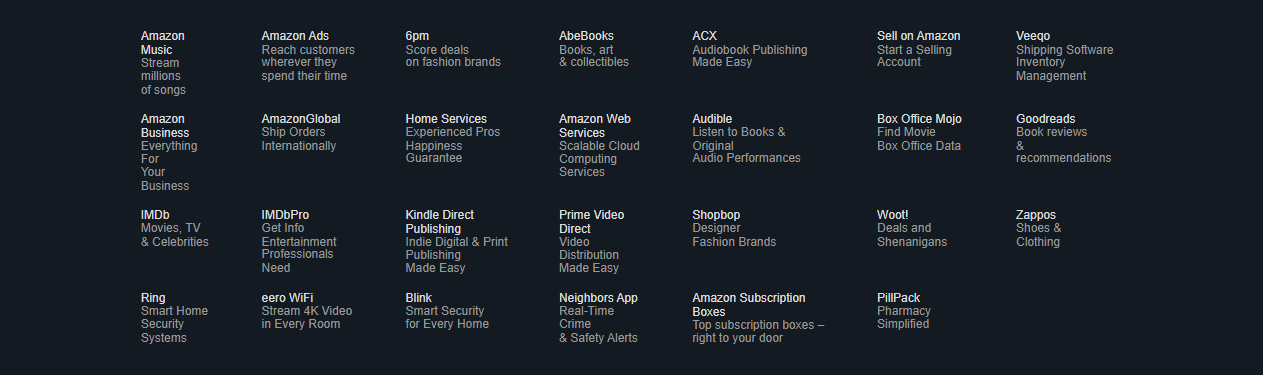 Amazon
Music
Stream
millions
of songs
Amazon Ads
Reach customers
wherever they
spend their time
6pm
Score deals
on fashion brands
AbeBooks
Books, art
& collectibles
ACX
Audiobook Publishing
Made Easy
Sell on Amazon
Start a Selling
Account
Veeqo
Shipping Software
Inventory
Management
Amazon
Business
Everything
For
Your
Business
AmazonGlobal
Ship Orders
Internationally
Home Services
Experienced Pros
Happiness
Guarantee
Amazon Web
Services
Scalable Cloud
Computing
Services
Audible
Listen to Books &
Original
Audio Performances
Box Office Mojo
Find Movie
Box Office Data
Goodreads
Book reviews
&
recommendations
IMDb
Movies, TV
& Celebrities
IMDbPro
Get Info
Entertainment
Professionals
Need
Kindle Direct
Publishing
Indie Digital & Print
Publishing
Made Easy
Prime Video
Direct
Video
Distribution
Made Easy
Shopbop
Designer
Fashion Brands
Woot!
Deals and
Shenanigans
Zappos
Shoes &
Clothing
Ring
Smart Home
Security
Systems
eero WiFi
Stream 4K Video
in Every Room
Blink
Smart Security
for Every Home
Neighbors App
Real-Time
Crime
& Safety Alerts
Amazon Subscription
Boxes
Top subscription boxes –
right to your door
PillPack
Pharmacy
Simplified